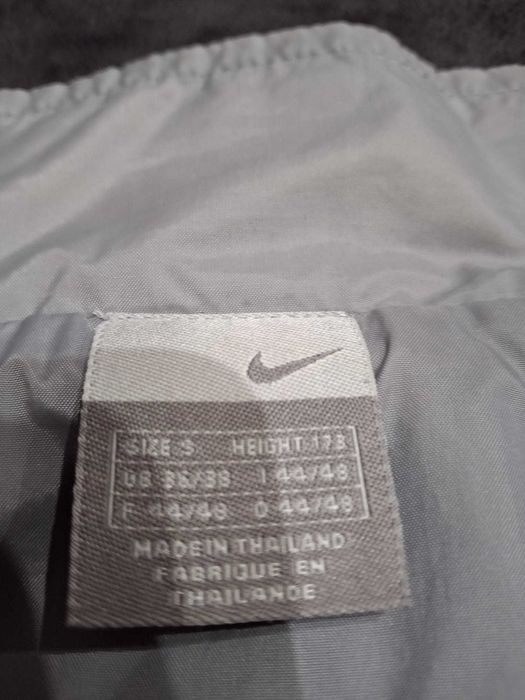 SIZE S HEIGHT 173
GB 36/38 I 44/48
F 44/48 D 44/48
MADE IN THAILAND
FABRIQUE EN
THAILANDE